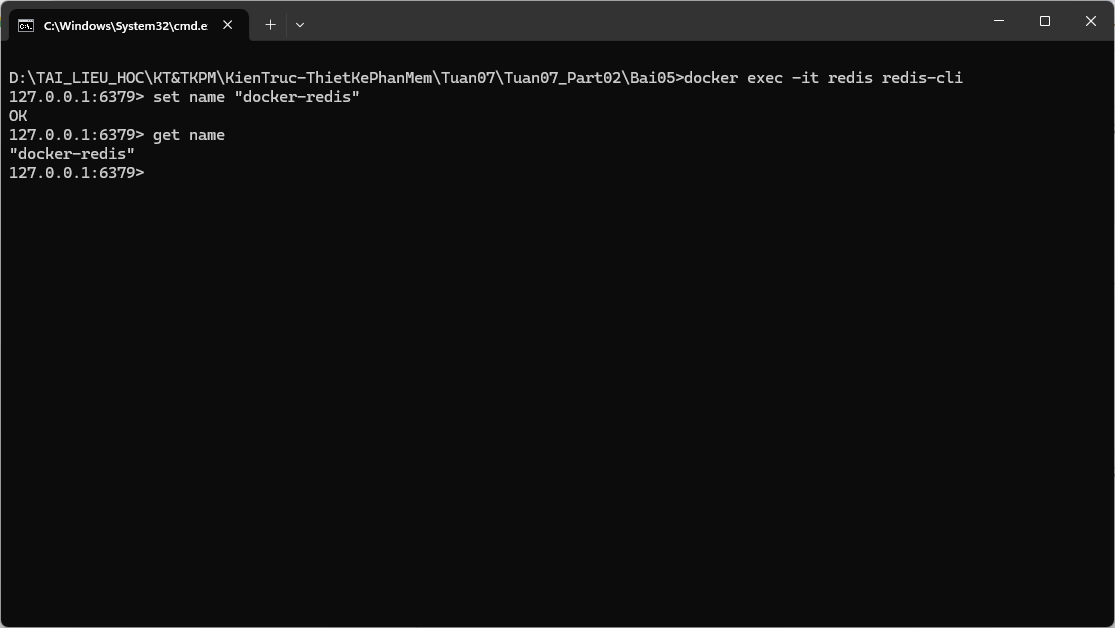 C:\Windows\System32\cmd.e
D:\TAI_LIEU_HOC\KT&TKPM\KienTruc-ThietKePhanMem\Tuan07\Tuan07_Part02\Bai05>docker exec -it redis redis-cli
127.0.0.1:6379> set name "docker-redis"
OK
127.0.0.1:6379> get name
"docker-redis"
127.0.0.1:6379>